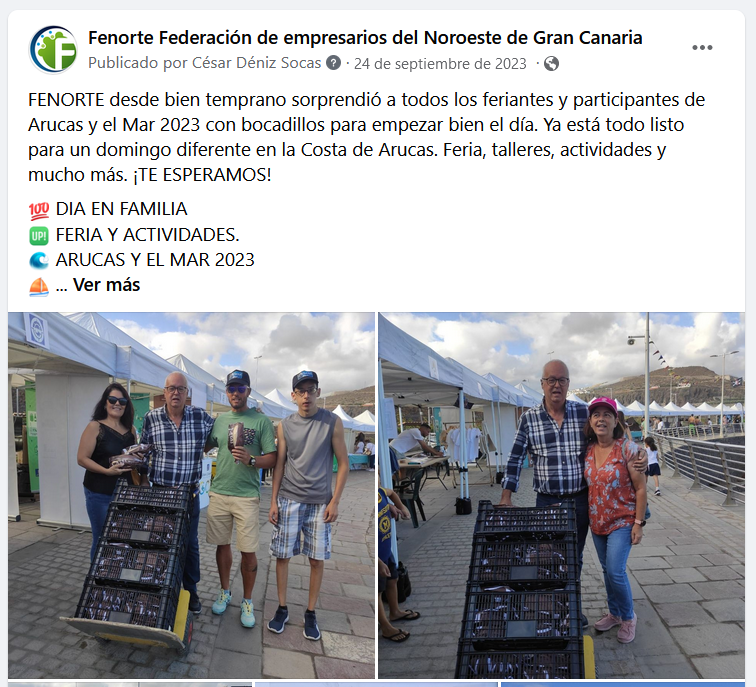 Fenorte Federación de empresarios del Noroeste de Gran Canaria
Publicado por César Déniz Socas · 24 de septiembre de 2023 ·
FENORTE desde bien temprano sorprendió a todos los feriantes y participantes de
Arucas y el Mar 2023 con bocadillos para empezar bien el día. Ya está todo listo
para un domingo diferente en la Costa de Arucas. Feria, talleres, actividades y
mucho más. ¡TE ESPERAMOS!
💯 DIA EN FAMILIA
🆙 FERIA Y ACTIVIDADES.
🌊 ARUCAS Y EL MAR 2023
⛵ ... Ver más